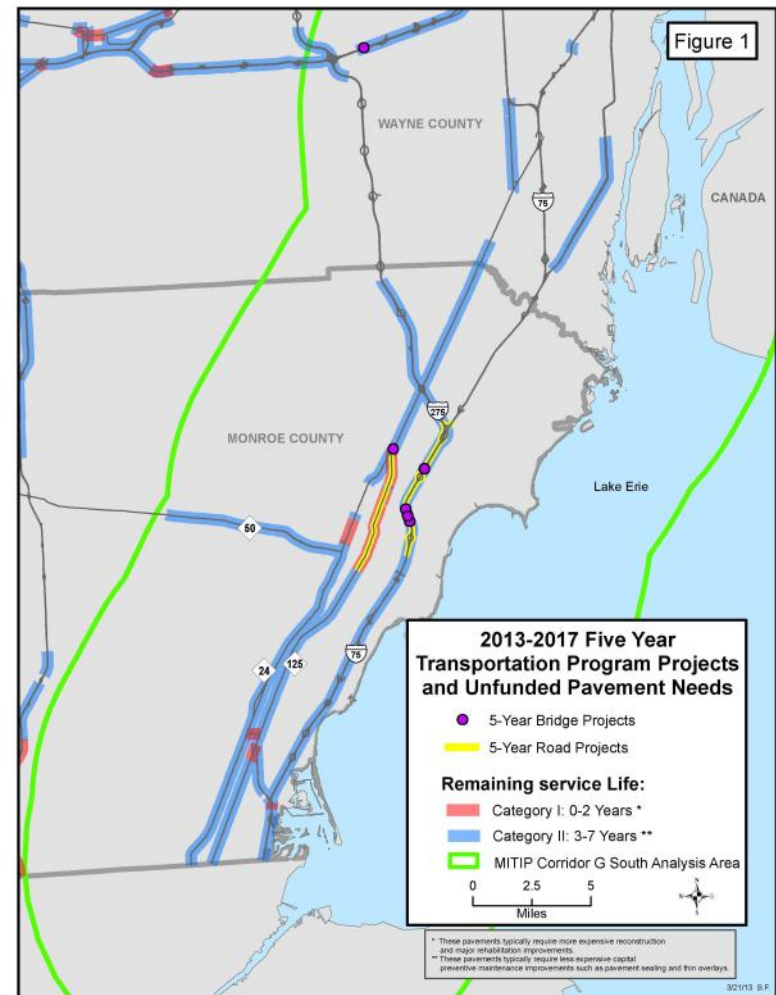 Figure 1
WAYNE COUNTY
CANADA
75
275
MONROE COUNTY
Lake Erie
50
24
125
75
2013-2017 Five Year
Transportation Program Projects
and Unfunded Pavement Needs
5-Year Bridge Projects
5-Year Road Projects
Remaining service Life:
Category I: 0-2 Years *
Category II: 3-7 Years **
MITIP Corridor G South Analysis Area
0 2.5 5
Miles
* These pavements typically require more expensive reconstruction
and major rehabilitation improvements.
** These pavements typically require less expensive capital
preventive maintenance improvements such as pavement sealing and thin overlays.
3/21/13 S.F.